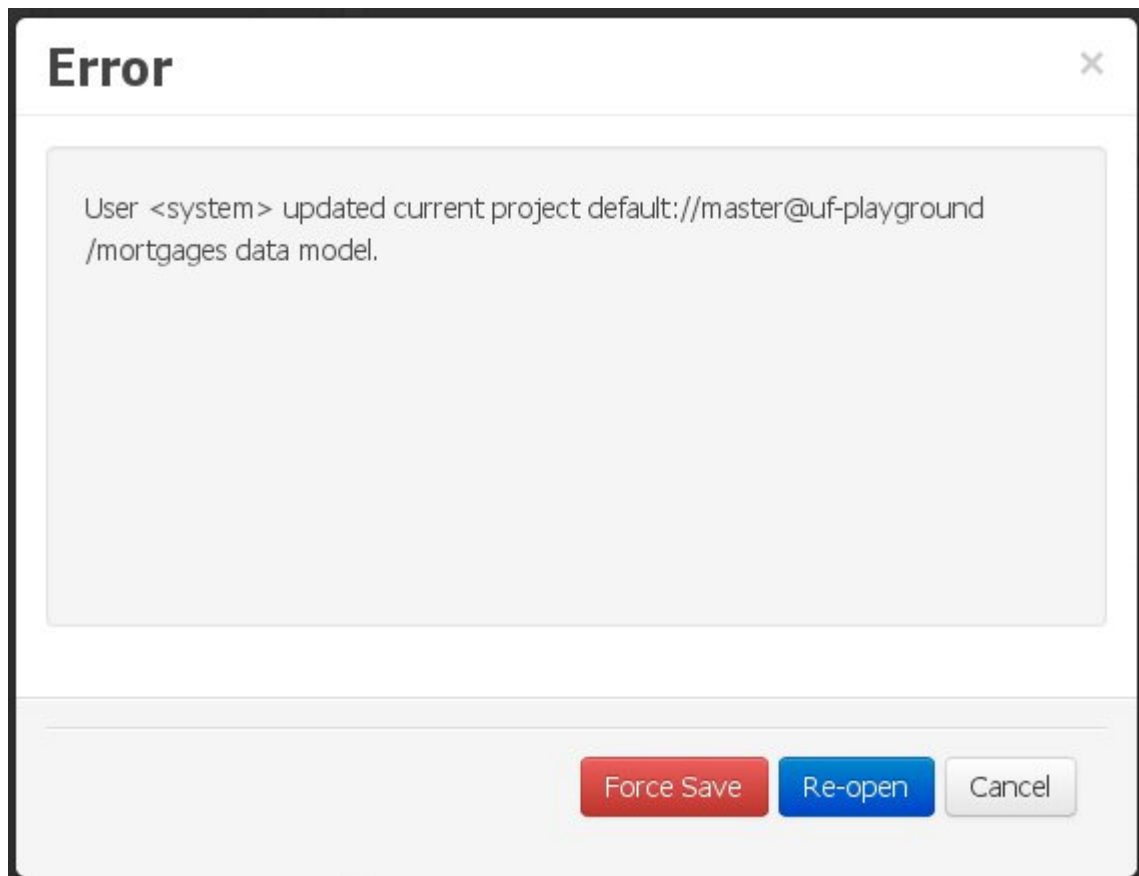 Error
×
User <system> updated current project default://master@uf-playground
/mortgages data model.
Force Save
Re-open
Cancel